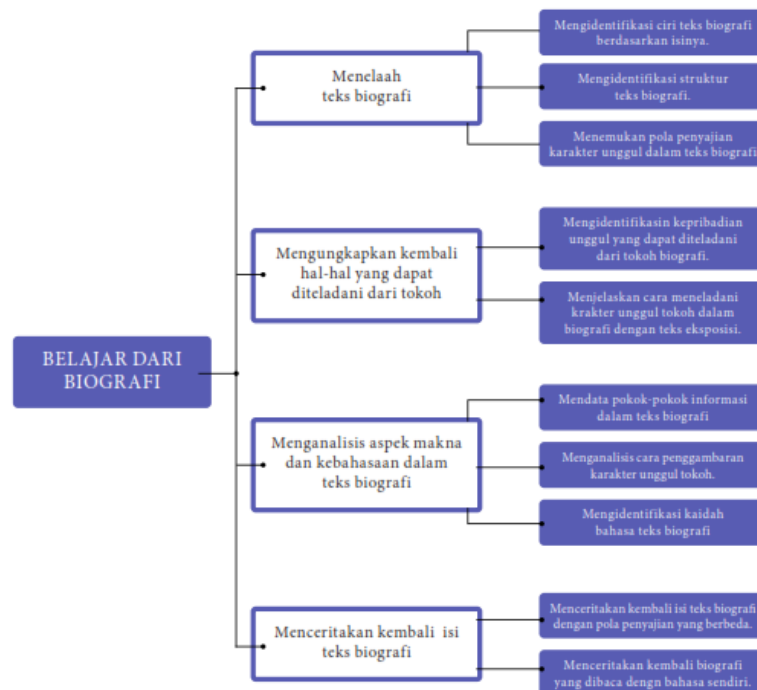 BELAJAR DARI
BIOGRAFI
Menelaah
teks biografi
Mengidentifikasi ciri teks biografi
berdasarkan isinya.
Mengidentifikasi struktur
teks biografi.
Menemukan pola penyajian
karakter unggul dalam teks biografi
Mengungkapkan kembali
hal-hal yang dapat
diteladani dari tokoh
Mengidentifikasin kepribadian
unggul yang dapat diteladani
dari tokoh biografi.
Menjelaskan cara meneladani
krakter unggul tokoh dalam
biografi dengan teks eksposisi.
Menganalisis aspek makna
dan kebahasaan dalam
teks biografi
Mendata pokok-pokok informasi
dalam teks biografi
Menganalisis cara penggambaran
karakter unggul tokoh.
Mengidentifikasi kaidah
bahasa teks biografi
Menceritakan kembali isi
teks biografi
Menceritakan kembali isi teks biografi
dengan pola penyajian yang berbeda.
Menceritakan kembali biografi
yang dibaca dengn bahasa sendiri.